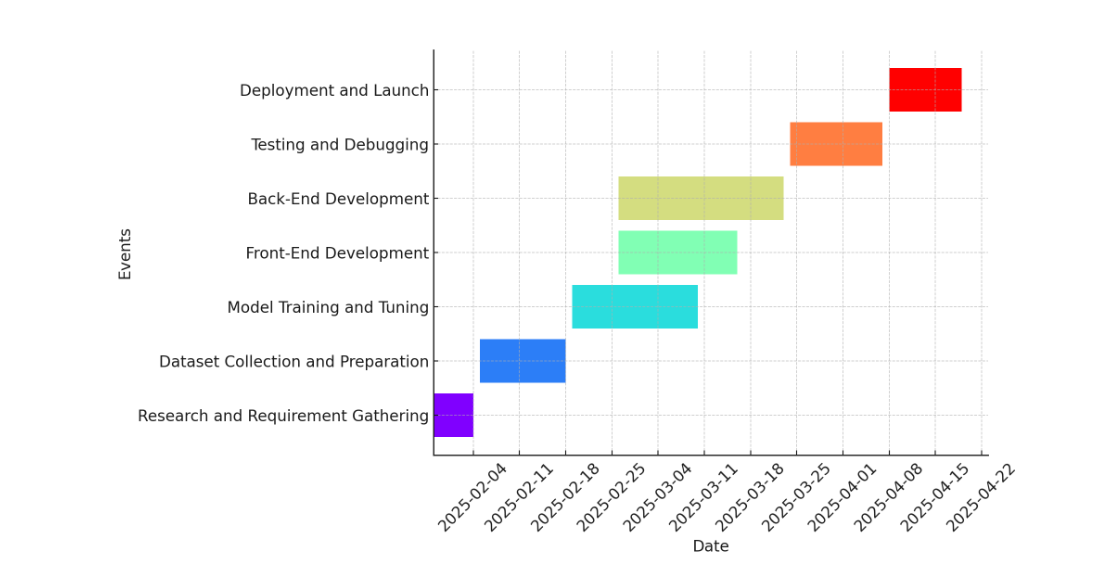 Deployment and Launch
Testing and Debugging
Back-End Development
Front-End Development
Model Training and Tuning
Dataset Collection and Preparation
Research and Requirement Gathering
Events
2025-02-04
2025-02-11
2025-02-18
2025-02-25
2025-03-04
2025-03-11
2025-03-18
2025-03-25
2025-04-01
2025-04-08
2025-04-15
2025-04-22
Date